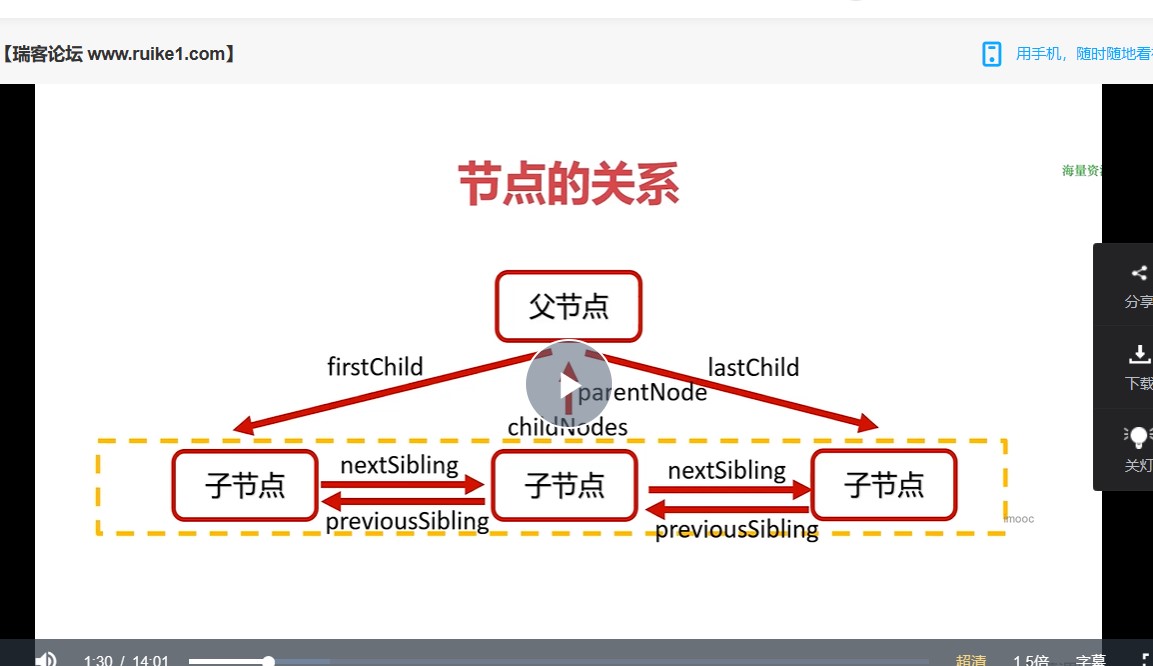 【瑞客论坛 www.ruike1.com】
用手机，随时随地看
海量资
节点的关系
父节点
firstChild
lastChild
parentNode
childNodes
子节点
nextSibling
previousSibling
子节点
nextSibling
previousSibling
子节点
imooc
分享
下载
关灯
1:30 / 14:01
超清
1.5倍
字幕